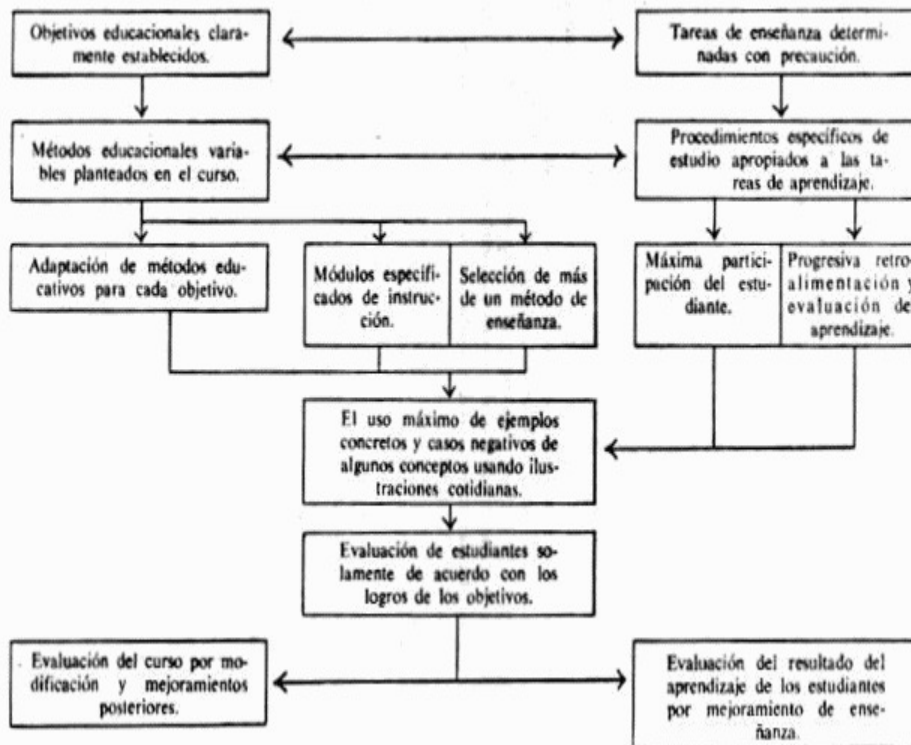 Objetivos educacionales clara-
mente establecidos.
Tareas de enseñanza determi-
nadas con precaución.
Métodos educacionales varia-
bles planteados en el curso.
Procedimientos específicos de
estudio apropiados a las ta-
reas de aprendizaje.
Adaptación de métodos edu-
cativos para cada objetivo.
Módulos especifi-
cados de instruc-
ción.
Selección de más
de un método de
enseñanza.
Máxima partici-
pación del estu-
diante.
Progresiva retro-
alimentación y
evaluación de
aprendizaje.
El uso máximo de ejemplos
concretos y casos negativos de
algunos conceptos usando ilus-
traciones cotidianas.
Evaluación de estudiantes so-
lamente de acuerdo con los
logros de los objetivos.
Evaluación del curso por mo-
dificación y mejoramientos
posteriores.
Evaluación del resultado del
aprendizaje de los estudiantes
por mejoramiento de ense-
ñanza.